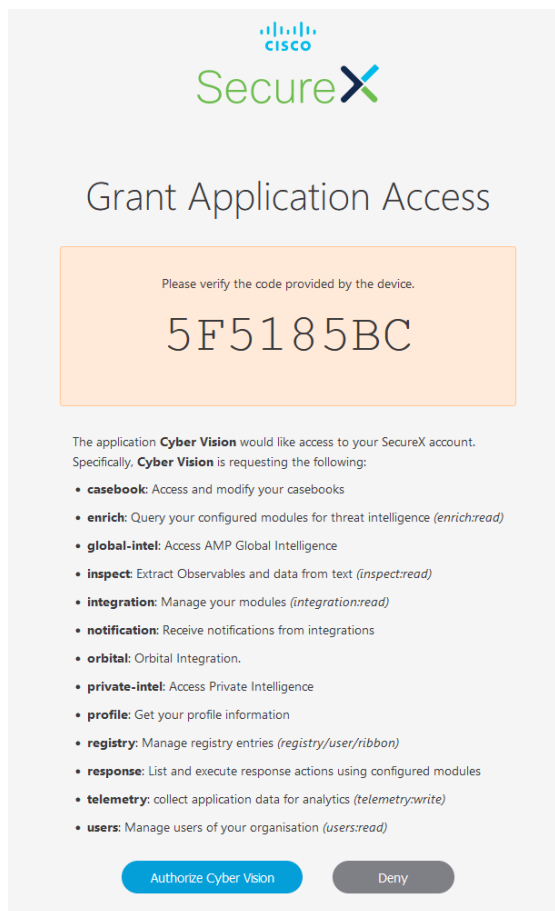 CISCO
SecureX
Grant Application Access
Please verify the code provided by the device.
5F5185BC
The application Cyber Vision would like access to your SecureX account.
Specifically, Cyber Vision is requesting the following:
• casebook: Access and modify your casebooks
• enrich: Query your configured modules for threat intelligence (enrich:read)
• global-intel: Access AMP Global Intelligence
• inspect: Extract Observables and data from text (inspect:read)
• integration: Manage your modules (integration:read)
• notification: Receive notifications from integrations
• orbital: Orbital Integration.
• private-intel: Access Private Intelligence
• profile: Get your profile information
• registry: Manage registry entries (registry/user/ribbon)
• response: List and execute response actions using configured modules
• telemetry: collect application data for analytics (telemetry:write)
• users: Manage users of your organisation (users:read)
Authorize Cyber Vision Deny